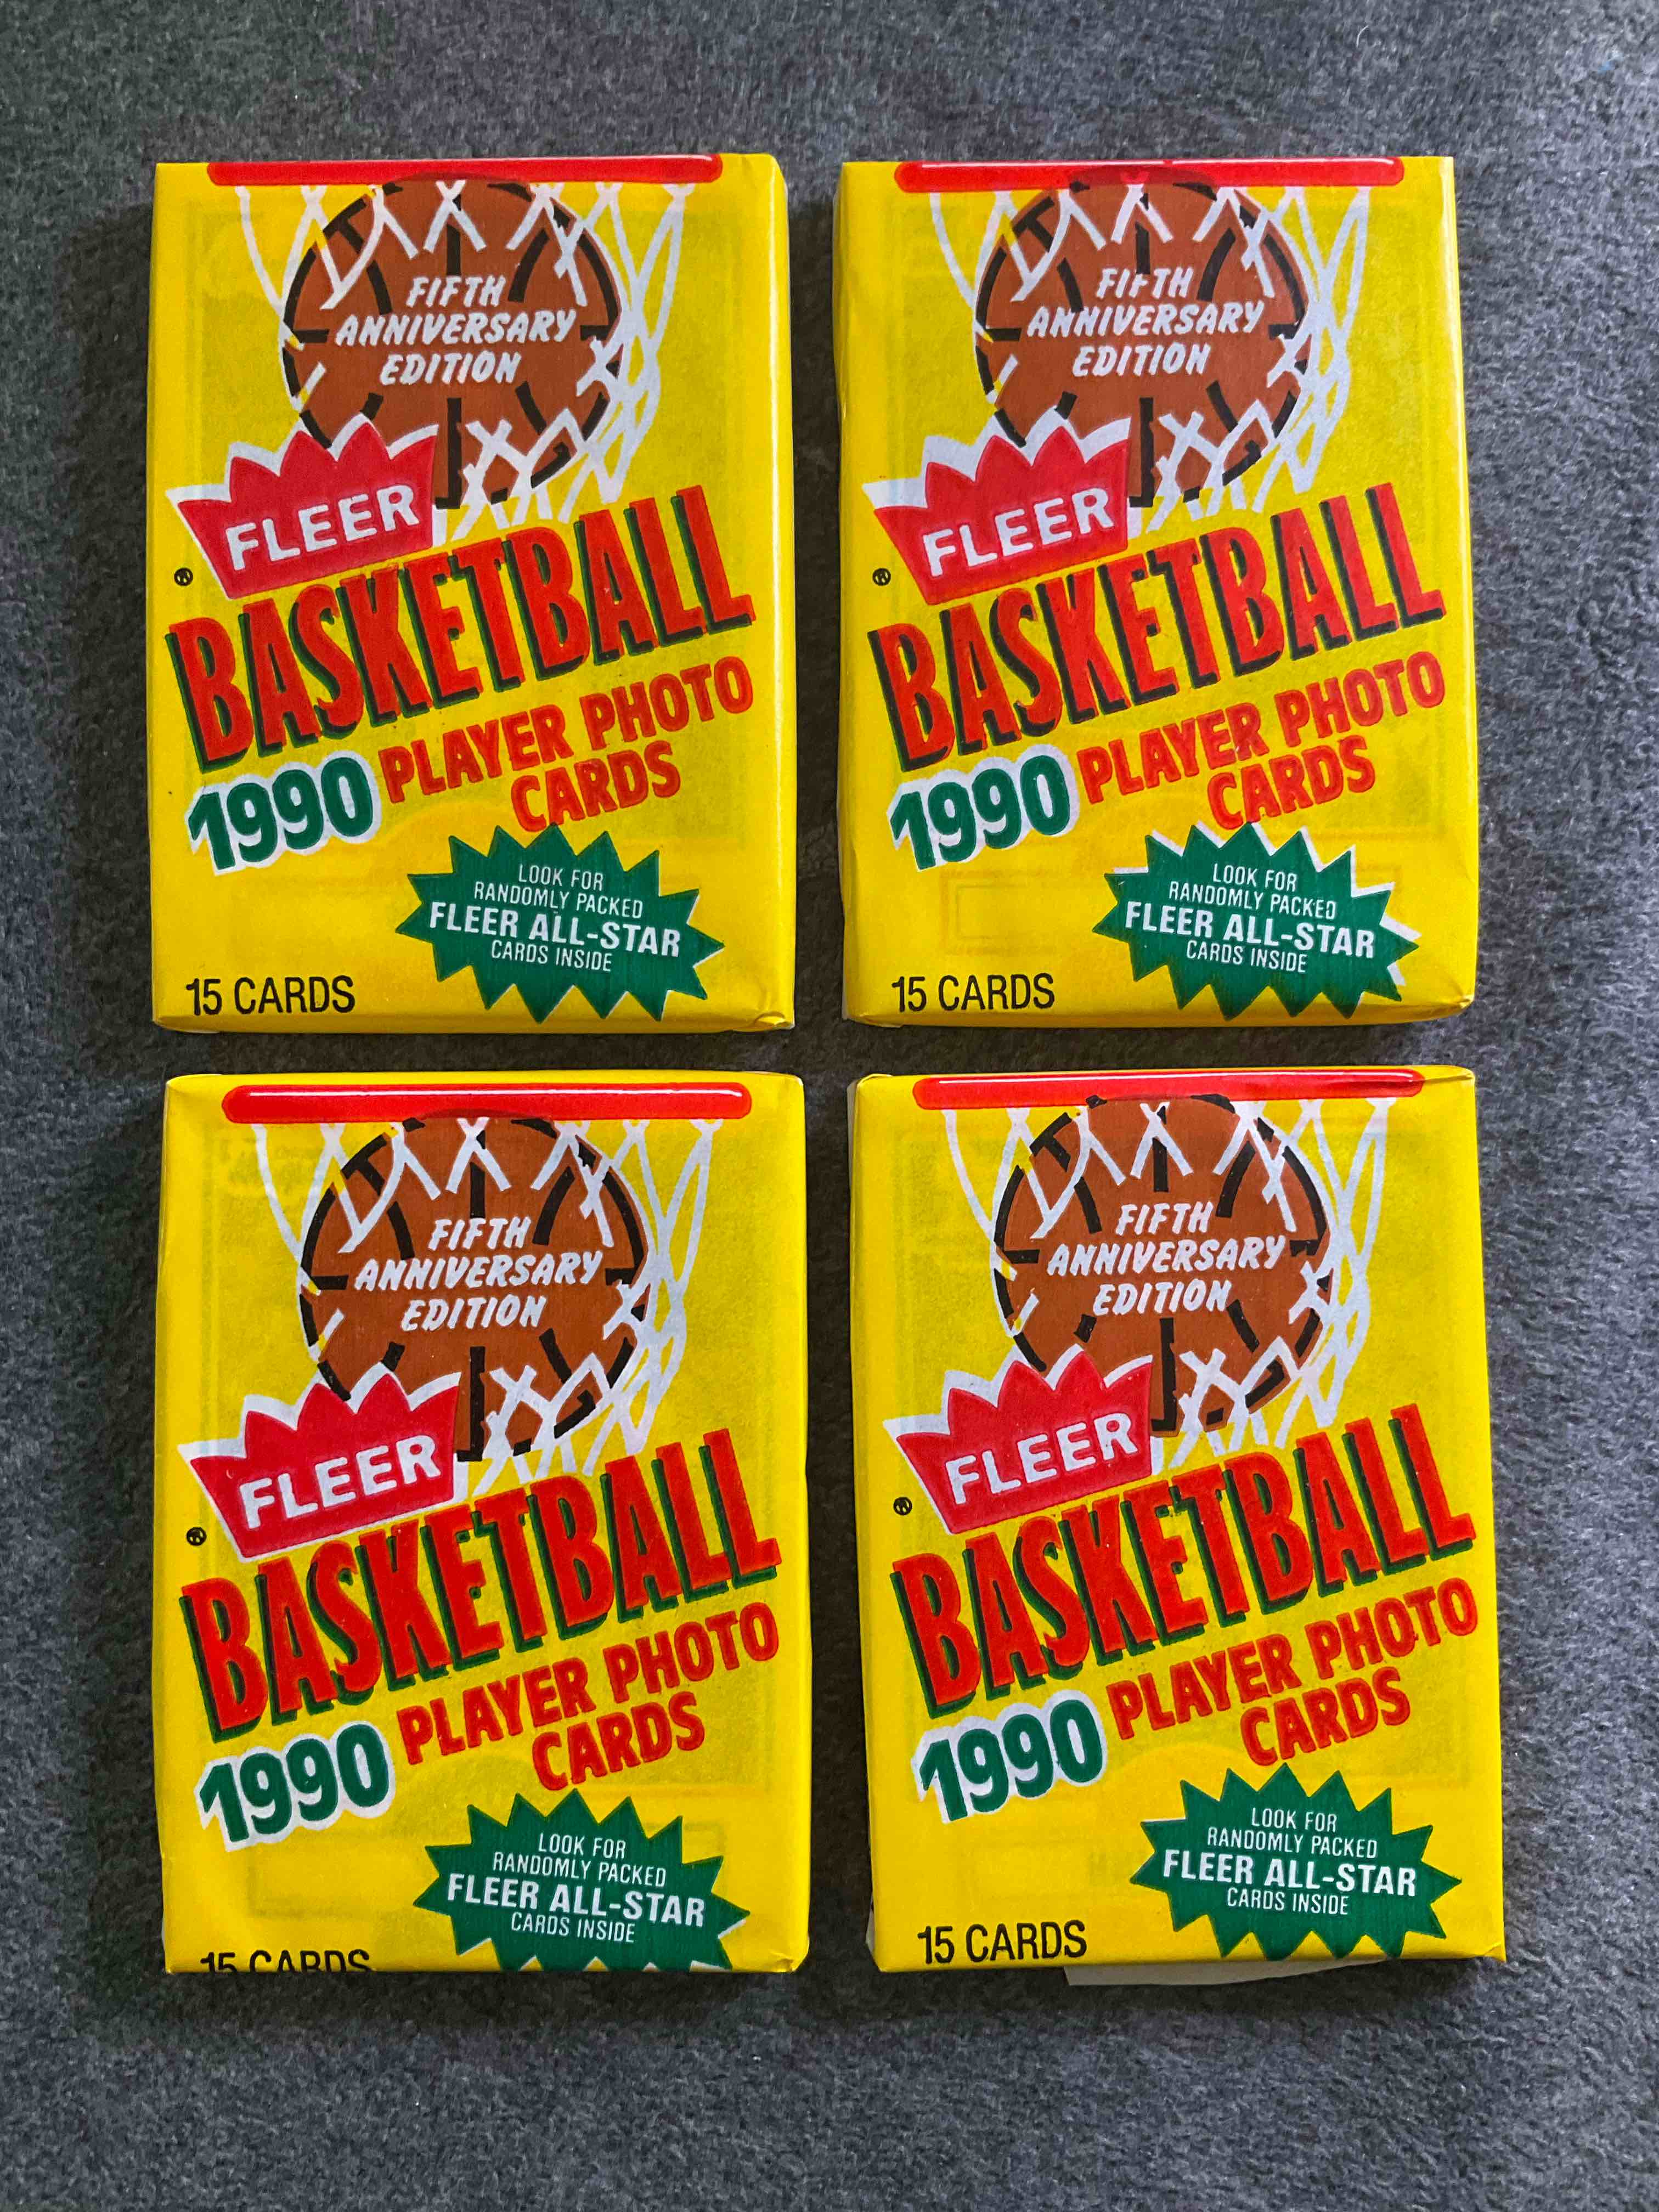 FIFTH
ANNIVERSARY
EDITION
FLEER
®
BASKETBALL
1990 PLAYER PHOTO
CARDS
LOOK FOR
RANDOMLY PACKED
FLEER ALL-STAR
CARDS INSIDE
15 CARDS
FIFTH
ANNIVERSARY
EDITION
FLEER
®
BASKETBALL
1990 PLAYER PHOTO
CARDS
LOOK FOR
RANDOMLY PACKED
FLEER ALL-STAR
CARDS INSIDE
15 CARDS
FIFTH
ANNIVERSARY
EDITION
FLEER
®
BASKETBALL
1990 PLAYER PHOTO
CARDS
LOOK FOR
RANDOMLY PACKED
FLEER ALL-STAR
CARDS INSIDE
15 CARDS
FIFTH
ANNIVERSARY
EDITION
FLEER
®
BASKETBALL
1990 PLAYER PHOTO
CARDS
LOOK FOR
RANDOMLY PACKED
FLEER ALL-STAR
CARDS INSIDE
15 CARDS